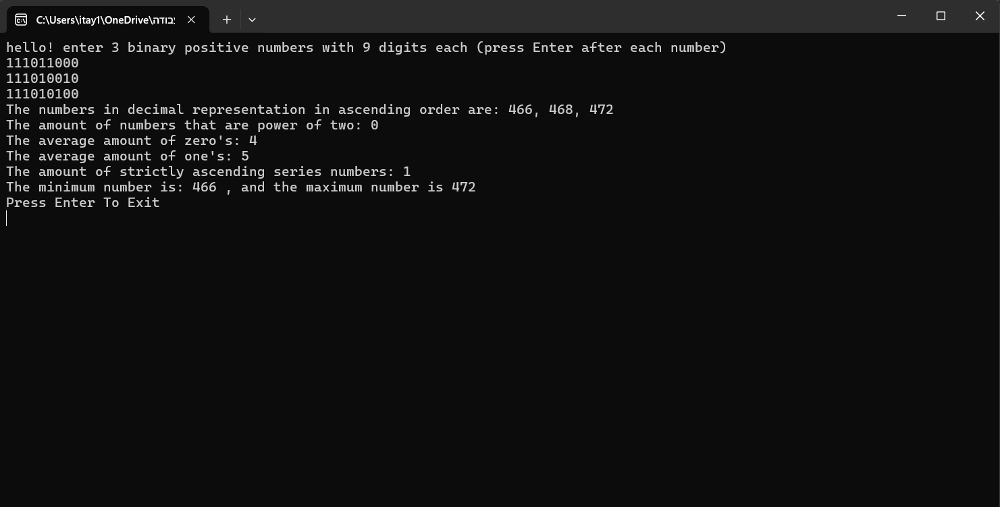 C:\Users\itay1\OneDrive\עבודה
hello! enter 3 binary positive numbers with 9 digits each (press Enter after each number)
111011000
111010010
111010100
The numbers in decimal representation in ascending order are: 466, 468, 472
The amount of numbers that are power of two: 0
The average amount of zero's: 4
The average amount of one's: 5
The amount of strictly ascending series numbers: 1
The minimum number is: 466 , and the maximum number is 472
Press Enter To Exit